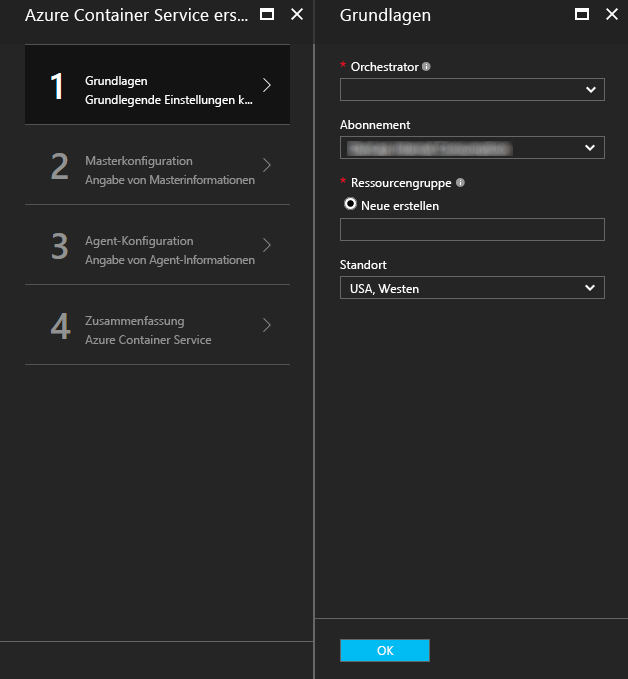 Azure Container Service ers...
1
Grundlagen
Grundlegende Einstellungen k...
2
Masterkonfiguration
Angabe von Masterinformationen
3
Agent-Konfiguration
Angabe von Agent-Informationen
4
Zusammenfassung
Azure Container Service
Grundlagen
* Orchestrator
Abonnement
* Ressourcengruppe
Neue erstellen
Standort
USA, Westen
OK